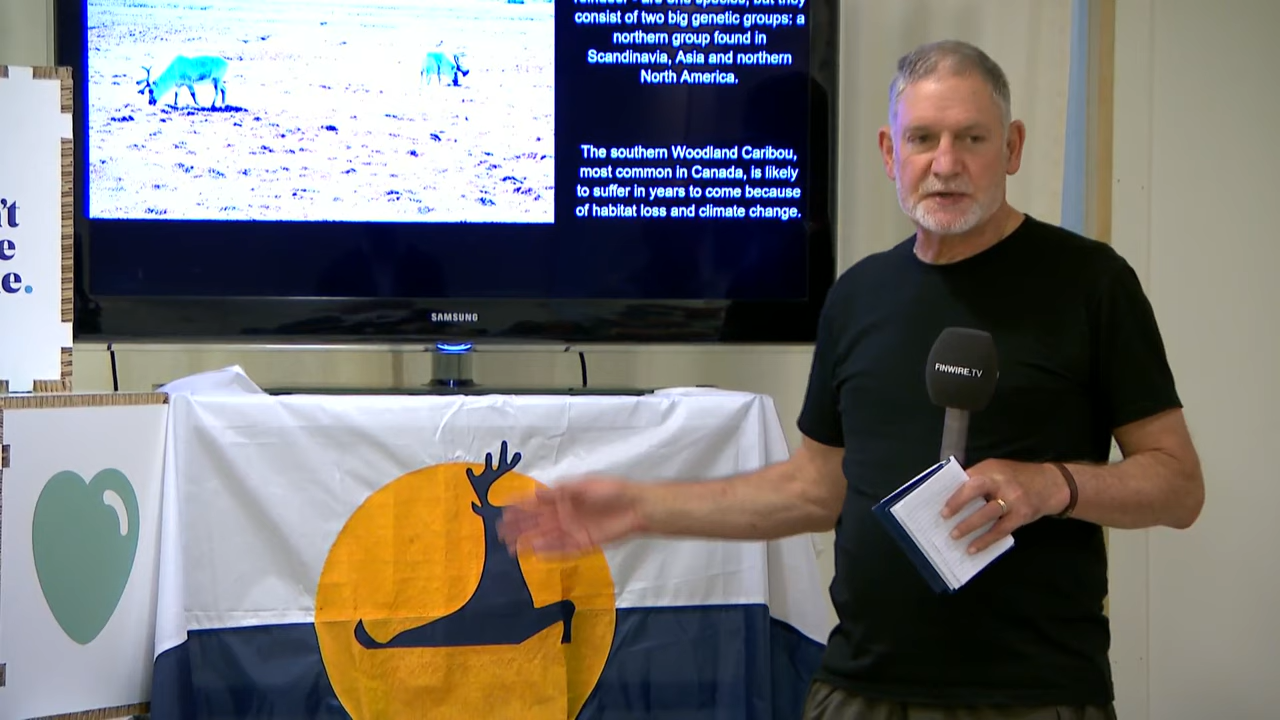 consist of two big genetic groups; a
northern group found in
Scandinavia, Asia and northern
North America.
The southern Woodland Caribou,
most common in Canada, is likely
to suffer in years to come because
of habitat loss and climate change.
SAMSUNG
FINWIRE.TV